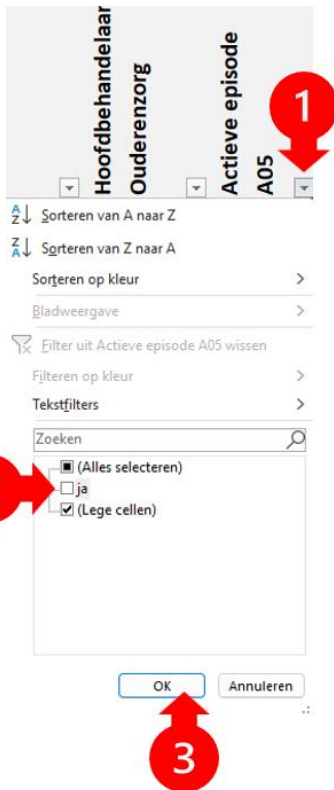 Hoofdbehandelaar
Ouderenzorg
Actieve episode
A05
1
Sorteren van A naar Z
Sorteren van Z naar A
Sorteren op kleur
Bladweergave
Filter uit Actieve episode A05 wissen
Filteren op kleur
Tekstfilters
Zoeken
(Alles selecteren)
ja
(Lege cellen)
OK
Annuleren
3